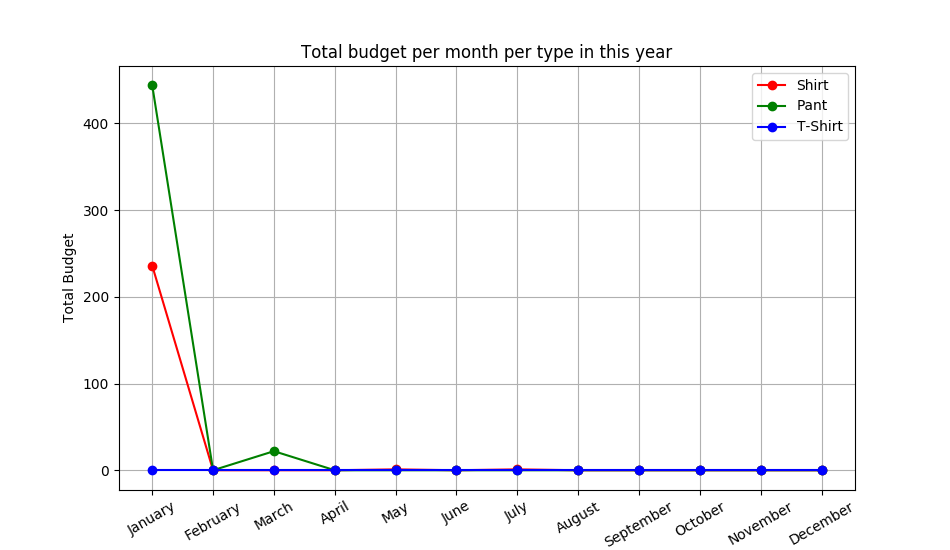 Total budget per month per type in this year
Shirt
Pant
T-Shirt
Total Budget
400
300
200
100
0
January
February
March
April
May
June
July
August
September
October
November
December